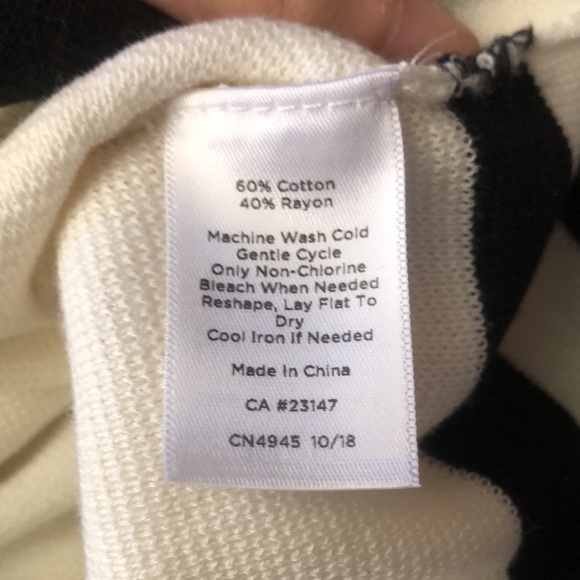 60% Cotton
40% Rayon
Machine Wash Cold
Gentle Cycle
Only Non-Chlorine
Bleach When Needed
Reshape, Lay Flat To
Dry
Cool Iron If Needed
Made In China
CA #23147
CN4945 10/18